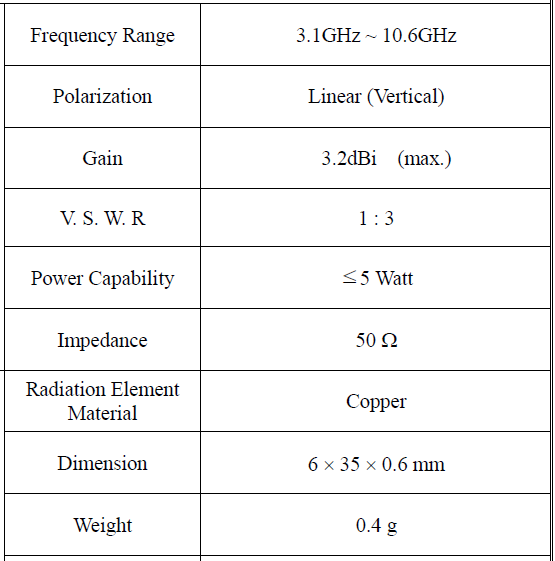 Frequency Range 3.1GHz ~ 10.6GHz
Polarization Linear (Vertical)
Gain 3.2dBi (max.)
V. S. W. R 1 : 3
Power Capability ≦5 Watt
Impedance 50 Ω
Radiation Element
Material Copper
Dimension 6 × 35 × 0.6 mm
Weight 0.4 g